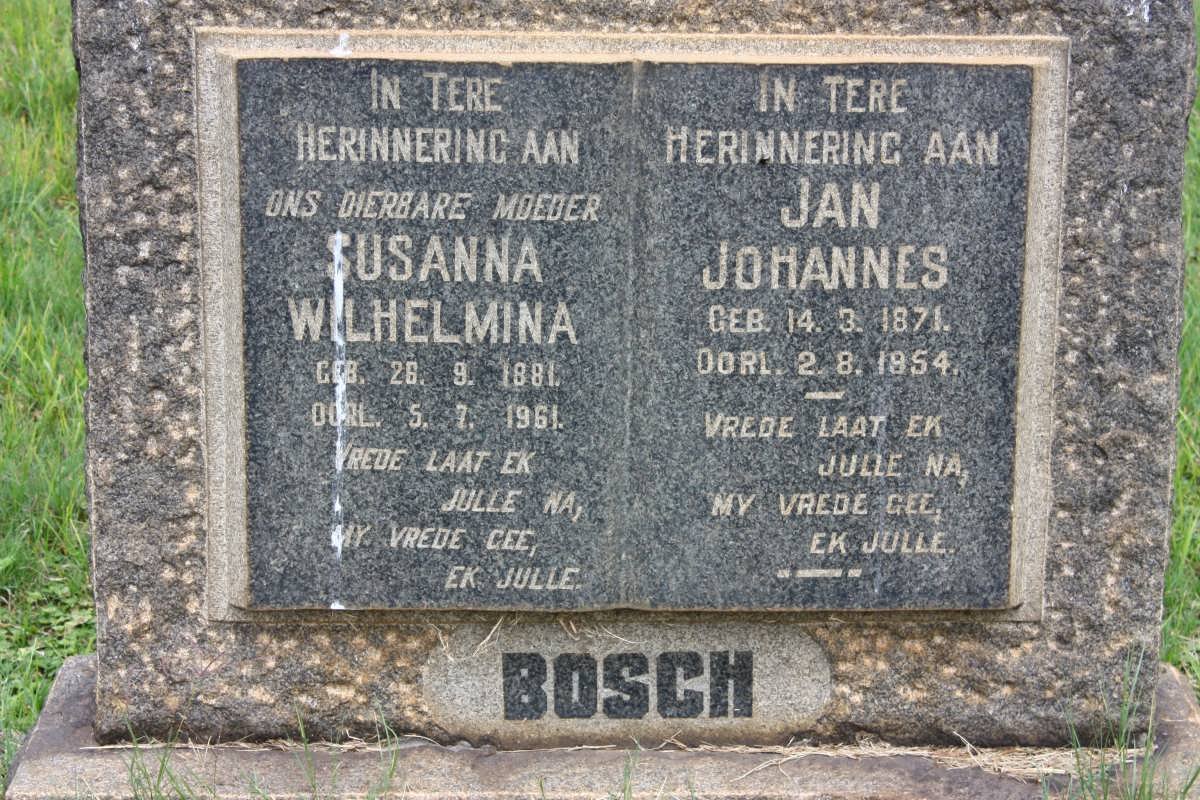 IN TERE
HERINNERING AAN
ONS DIERBARE MOEDER
SUSANNA
WILHELMINA
GEB. 26. 9. 1881.
OORL. 5. 7. 1961.
VREDE LAAT EK
JULLE NA,
MY VREDE GEE,
EK JULLE.
IN TERE
HERINNERING AAN
JAN
JOHANNES
GEB. 14. 3. 1871.
OORL. 2. 8. 1954.
VREDE LAAT EK
JULLE NA,
MY VREDE GEE,
EK JULLE.
BOSCH